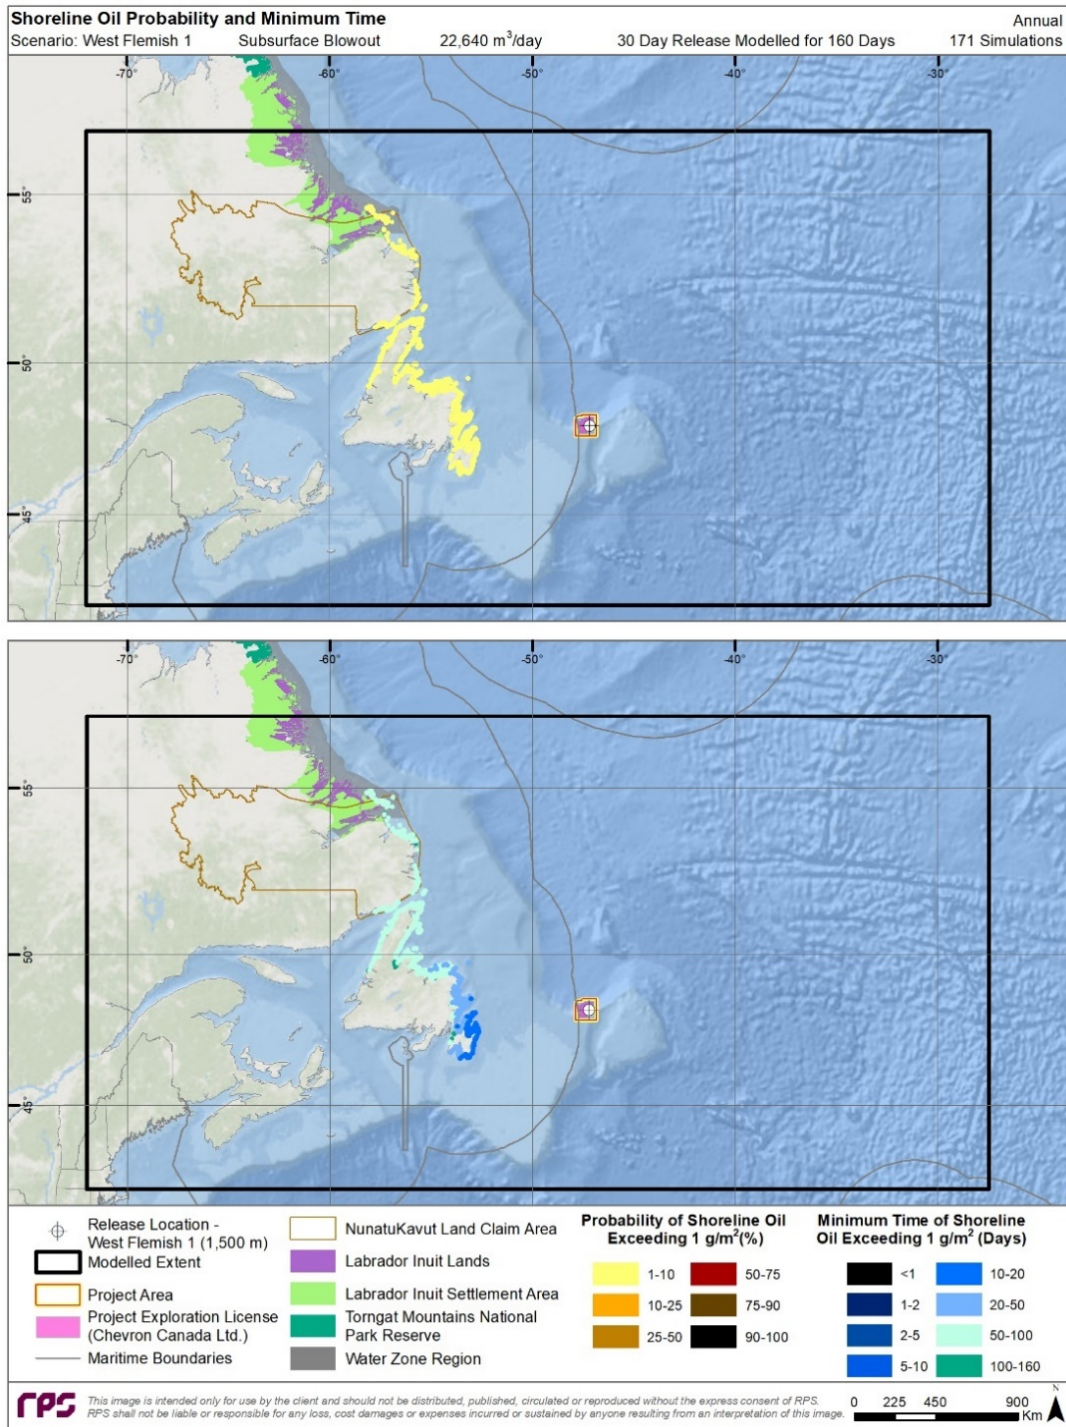 Shoreline Oil Probability and Minimum Time
Annual
Scenario: West Flemish 1 Subsurface Blowout 22,640 m³/day 30 Day Release Modelled for 160 Days 171 Simulations
-70° -60° -50° -40° -30°
55°
50°
45°
-70° -60° -50° -40° -30°
55°
50°
45°
Release Location -
West Flemish 1 (1,500 m)
Modelled Extent
Project Area
Project Exploration License
(Chevron Canada Ltd.)
Maritime Boundaries
NunatuKavut Land Claim Area
Labrador Inuit Lands
Labrador Inuit Settlement Area
Torngat Mountains National
Park Reserve
Water Zone Region
Probability of Shoreline Oil
Exceeding 1 g/m²(%)
1-10 50-75
10-25 75-90
25-50 90-100
Minimum Time of Shoreline
Oil Exceeding 1 g/m² (Days)
<1 10-20
1-2 20-50
2-5 50-100
5-10 100-160
rps
This image is intended only for use by the client and should not be distributed, published, circulated or reproduced without the express consent of RPS.
RPS shall not be liable or responsible for any loss, cost damages or expenses incurred or sustained by anyone resulting from an interpretation of this image.
0 225 450 900
Km
N